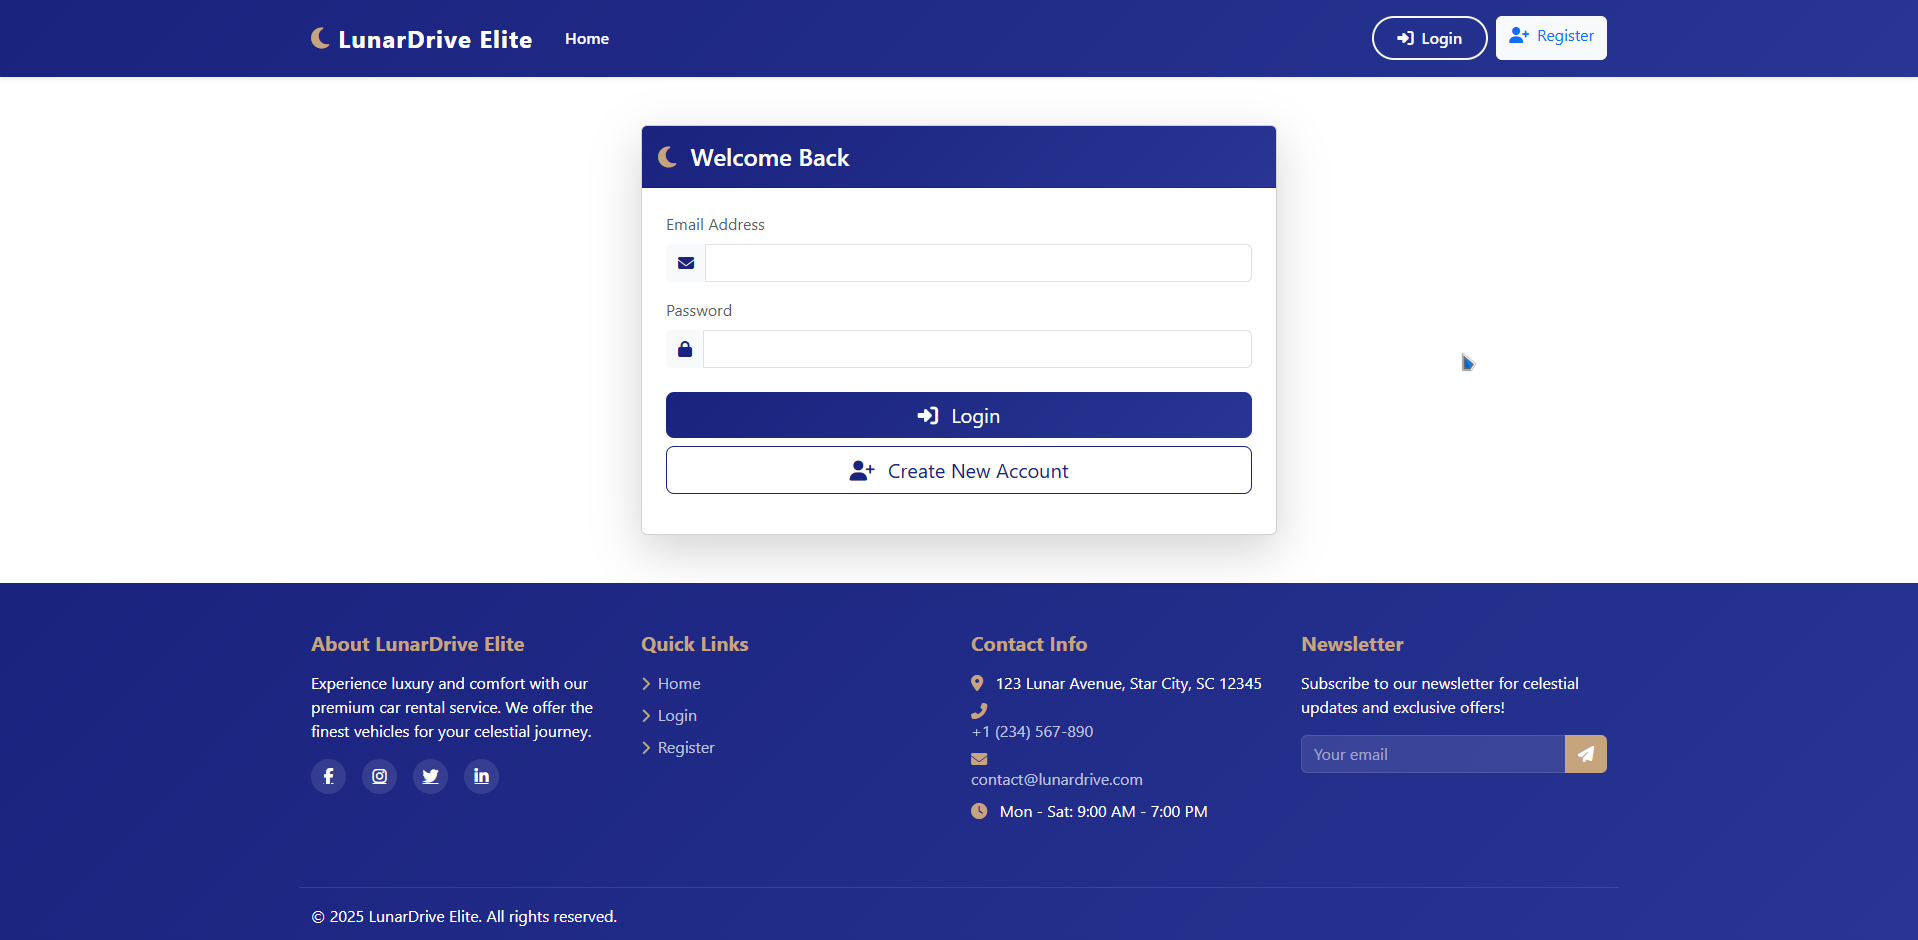 LunarDrive Elite
Home
Login
Register
Welcome Back
Email Address
Password
Login
Create New Account
About LunarDrive Elite
Experience luxury and comfort with our
premium car rental service. We offer the
finest vehicles for your celestial journey.
Quick Links
Home
Login
Register
Contact Info
123 Lunar Avenue, Star City, SC 12345
+1 (234) 567-890
contact@lunardrive.com
Mon - Sat: 9:00 AM - 7:00 PM
Newsletter
Subscribe to our newsletter for celestial
updates and exclusive offers!
Your email
© 2025 LunarDrive Elite. All rights reserved.